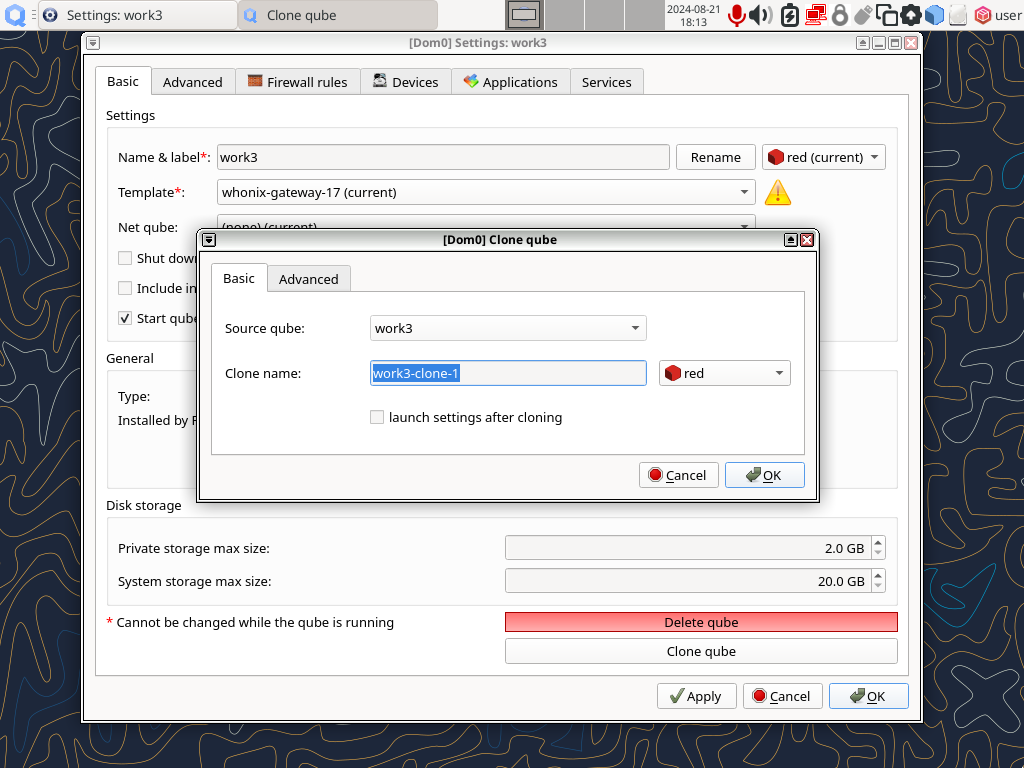 Settings: work3
Clone qube
2024-08-21
18:13
user
[Dom0] Settings: work3
Basic
Advanced
Firewall rules
Devices
Applications
Services
Settings
Name & label*:
work3
Rename
red (current)
Template*:
whonix-gateway-17 (current)
Net qube:
(none) (current)
[Dom0] Clone qube
Basic
Advanced
Source qube:
work3
Clone name:
work3-clone-1
red
launch settings after cloning
Cancel
OK
Shut down
Include in
Start qube
General
Type:
Installed by
Disk storage
Private storage max size:
2.0 GB
System storage max size:
20.0 GB
* Cannot be changed while the qube is running
Delete qube
Clone qube
Apply
Cancel
OK